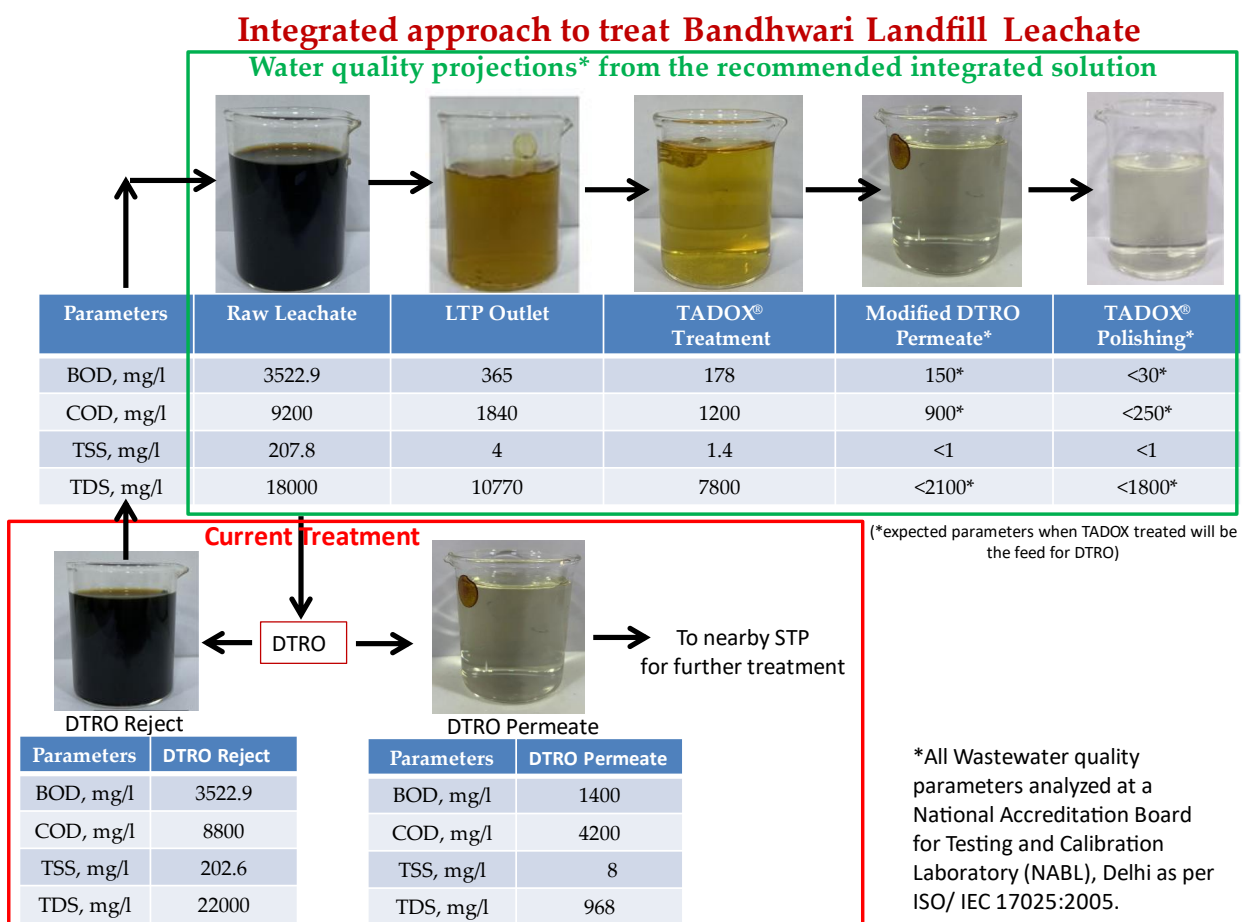 Integrated approach to treat Bandhwari Landfill Leachate
Water quality projections* from the recommended integrated solution
Parameters Raw Leachate LTP Outlet TADOX® Treatment Modified DTRO Permeate* TADOX® Polishing*
BOD, mg/l 3522.9 365 178 150* <30*
COD, mg/l 9200 1840 1200 900* <250*
TSS, mg/l 207.8 4 1.4 <1 <1
TDS, mg/l 18000 10770 7800 <2100* <1800*
(*expected parameters when TADOX treated will be
the feed for DTRO)
Current Treatment
DTRO
To nearby STP
for further treatment
DTRO Reject
Parameters DTRO Reject
BOD, mg/l 3522.9
COD, mg/l 8800
TSS, mg/l 202.6
TDS, mg/l 22000
DTRO Permeate
Parameters DTRO Permeate
BOD, mg/l 1400
COD, mg/l 4200
TSS, mg/l 8
TDS, mg/l 968
*All Wastewater quality
parameters analyzed at a
National Accreditation Board
for Testing and Calibration
Laboratory (NABL), Delhi as per
ISO/ IEC 17025:2005.